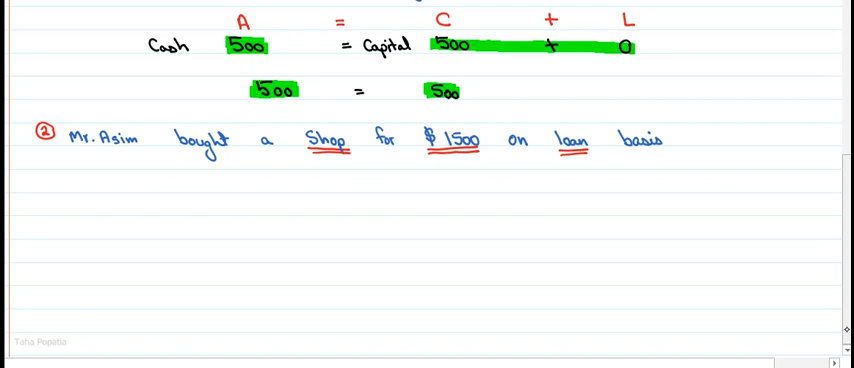 A = C + L
Cash 500 = Capital 500 + 0
500 = 500
2 Mr. Asim bought a Shop for $ 1500 on loan basis
Taha Popatia